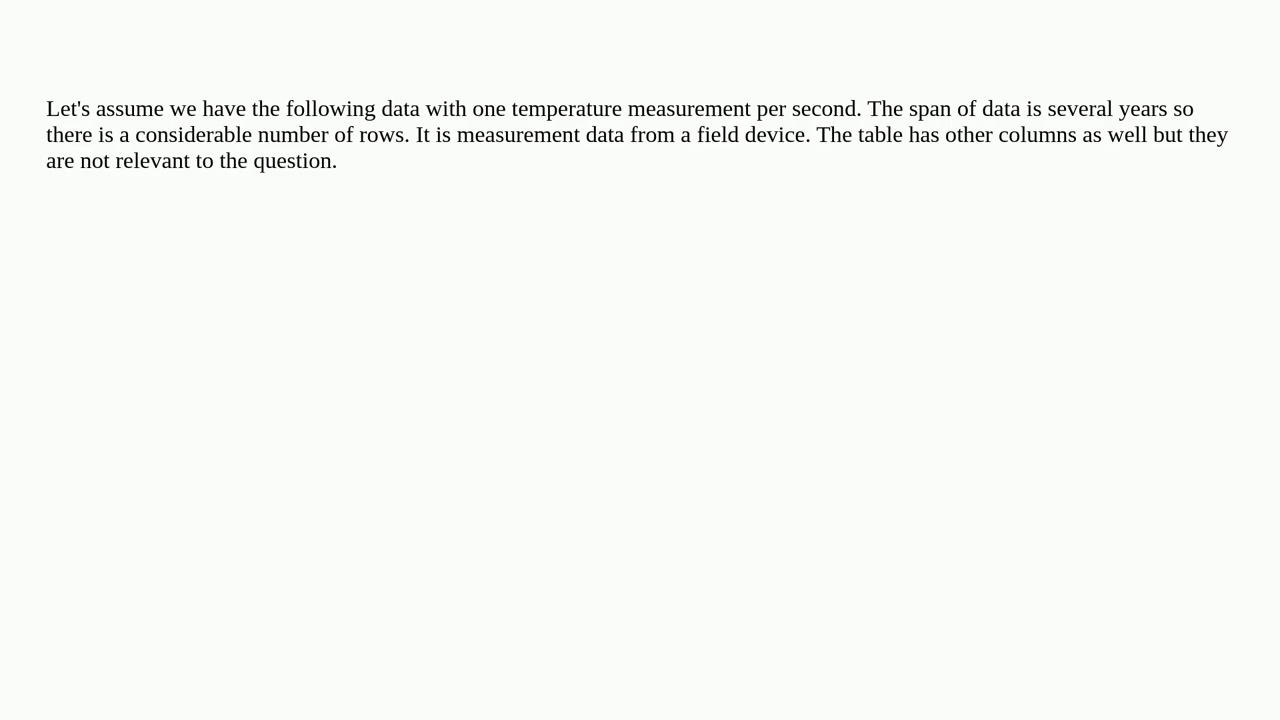 Let's assume we have the following data with one temperature measurement per second. The span of data is several years so
there is a considerable number of rows. It is measurement data from a field device. The table has other columns as well but they
are not relevant to the question.